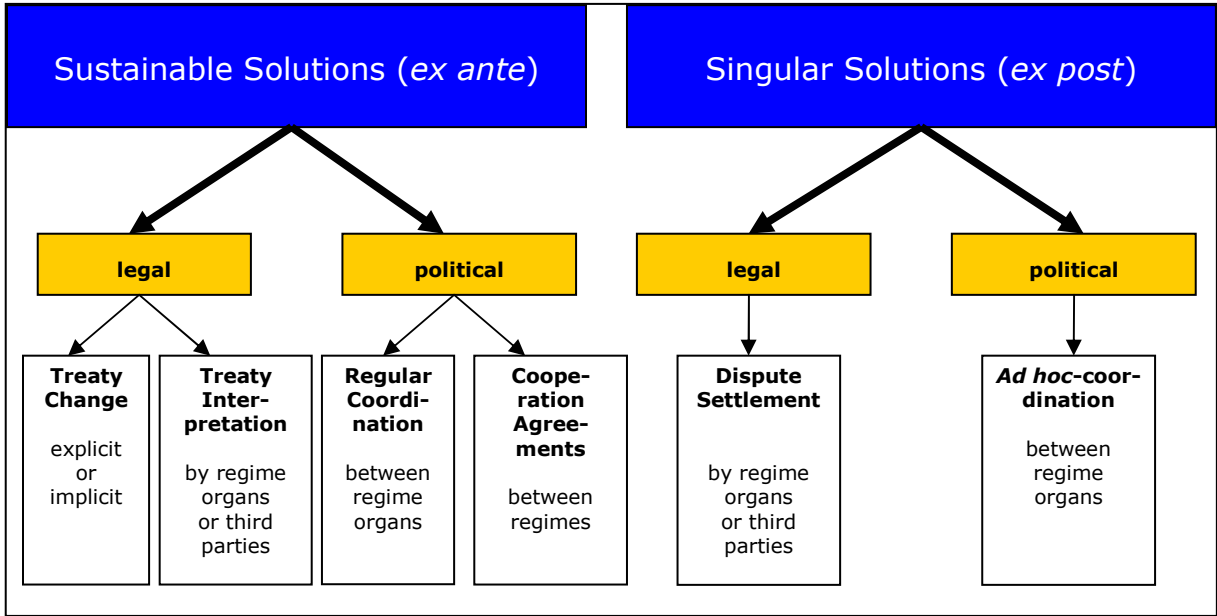 Sustainable Solutions (ex ante)
Singular Solutions (ex post)
legal
political
legal
political
Treaty
Change
explicit
or
implicit
Treaty
Inter-
pretation
by regime
organs
or third
parties
Regular
Coordi-
nation
between
regime
organs
Coope-
ration
Agree-
ments
between
regimes
Dispute
Settlement
by regime
organs
or third
parties
Ad hoc-coor-
dination
between
regime
organs